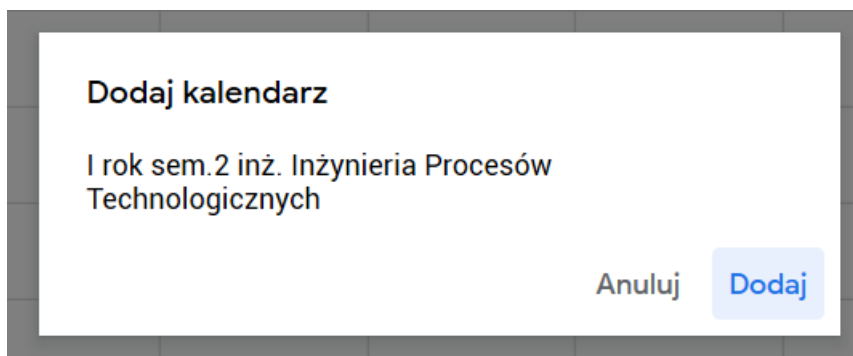 Dodaj kalendarz
I rok sem.2 inż. Inżynieria Procesów
Technologicznych
Anuluj Dodaj